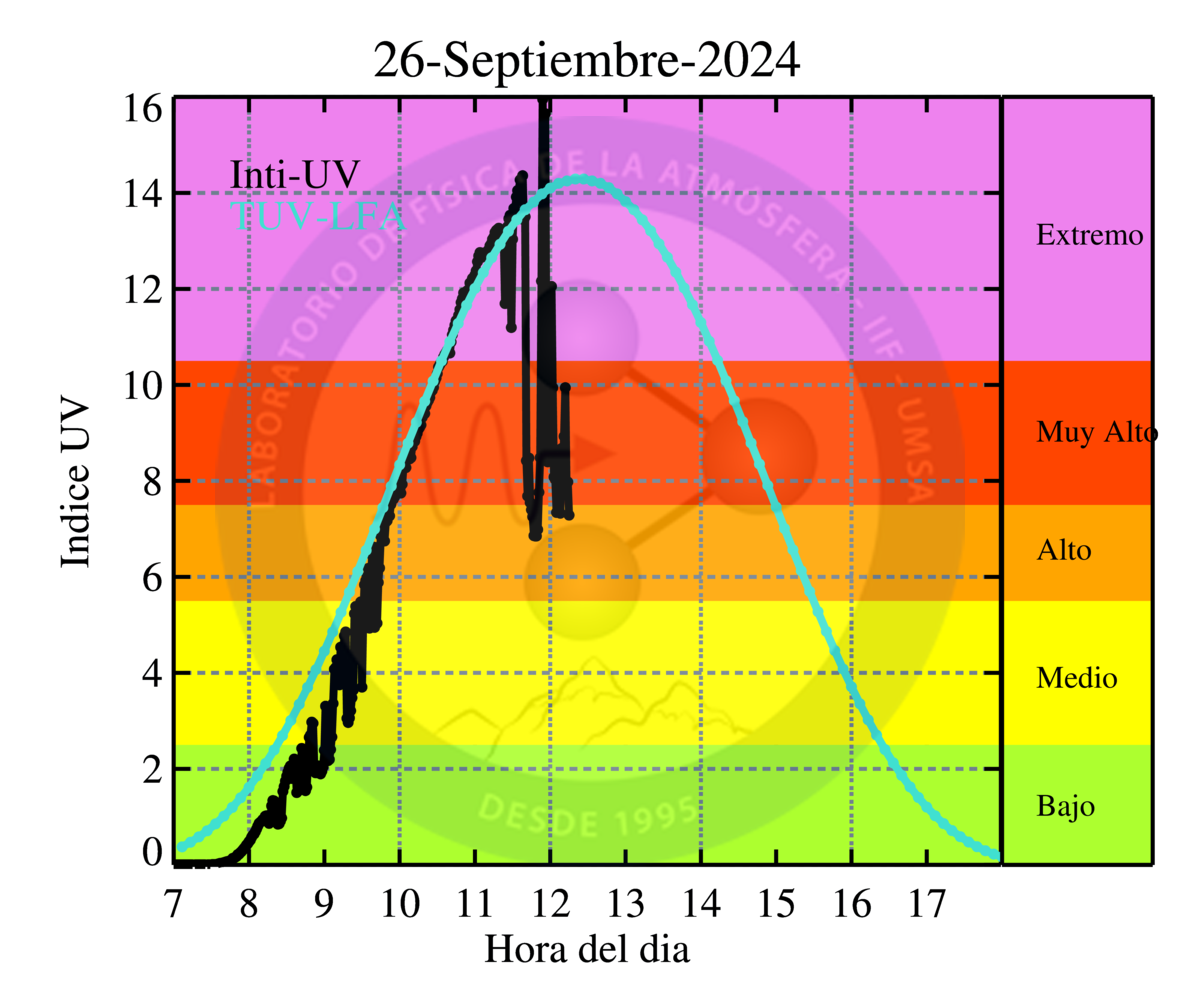 26-Septiembre-2024
16
14
12
10
8
6
4
2
0
Indice UV
Inti-UV
TUV-LFA
LABORATORIO DE FÍSICA DE LA ATMÓSFERA - IIF - UMSA
DESDE 1995
Extremo
Muy Alto
Alto
Medio
Bajo
7 8 9 10 11 12 13 14 15 16 17
Hora del dia